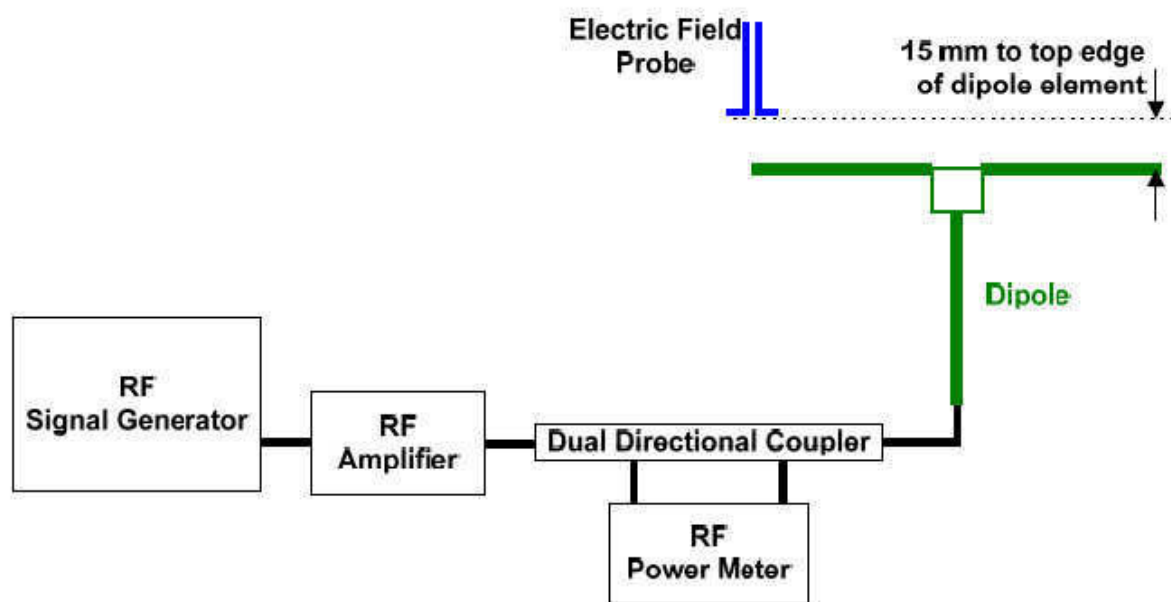 Electric Field
Probe
15 mm to top edge
of dipole element
Dipole
RF
Signal Generator
RF
Amplifier
Dual Directional Coupler
RF
Power Meter